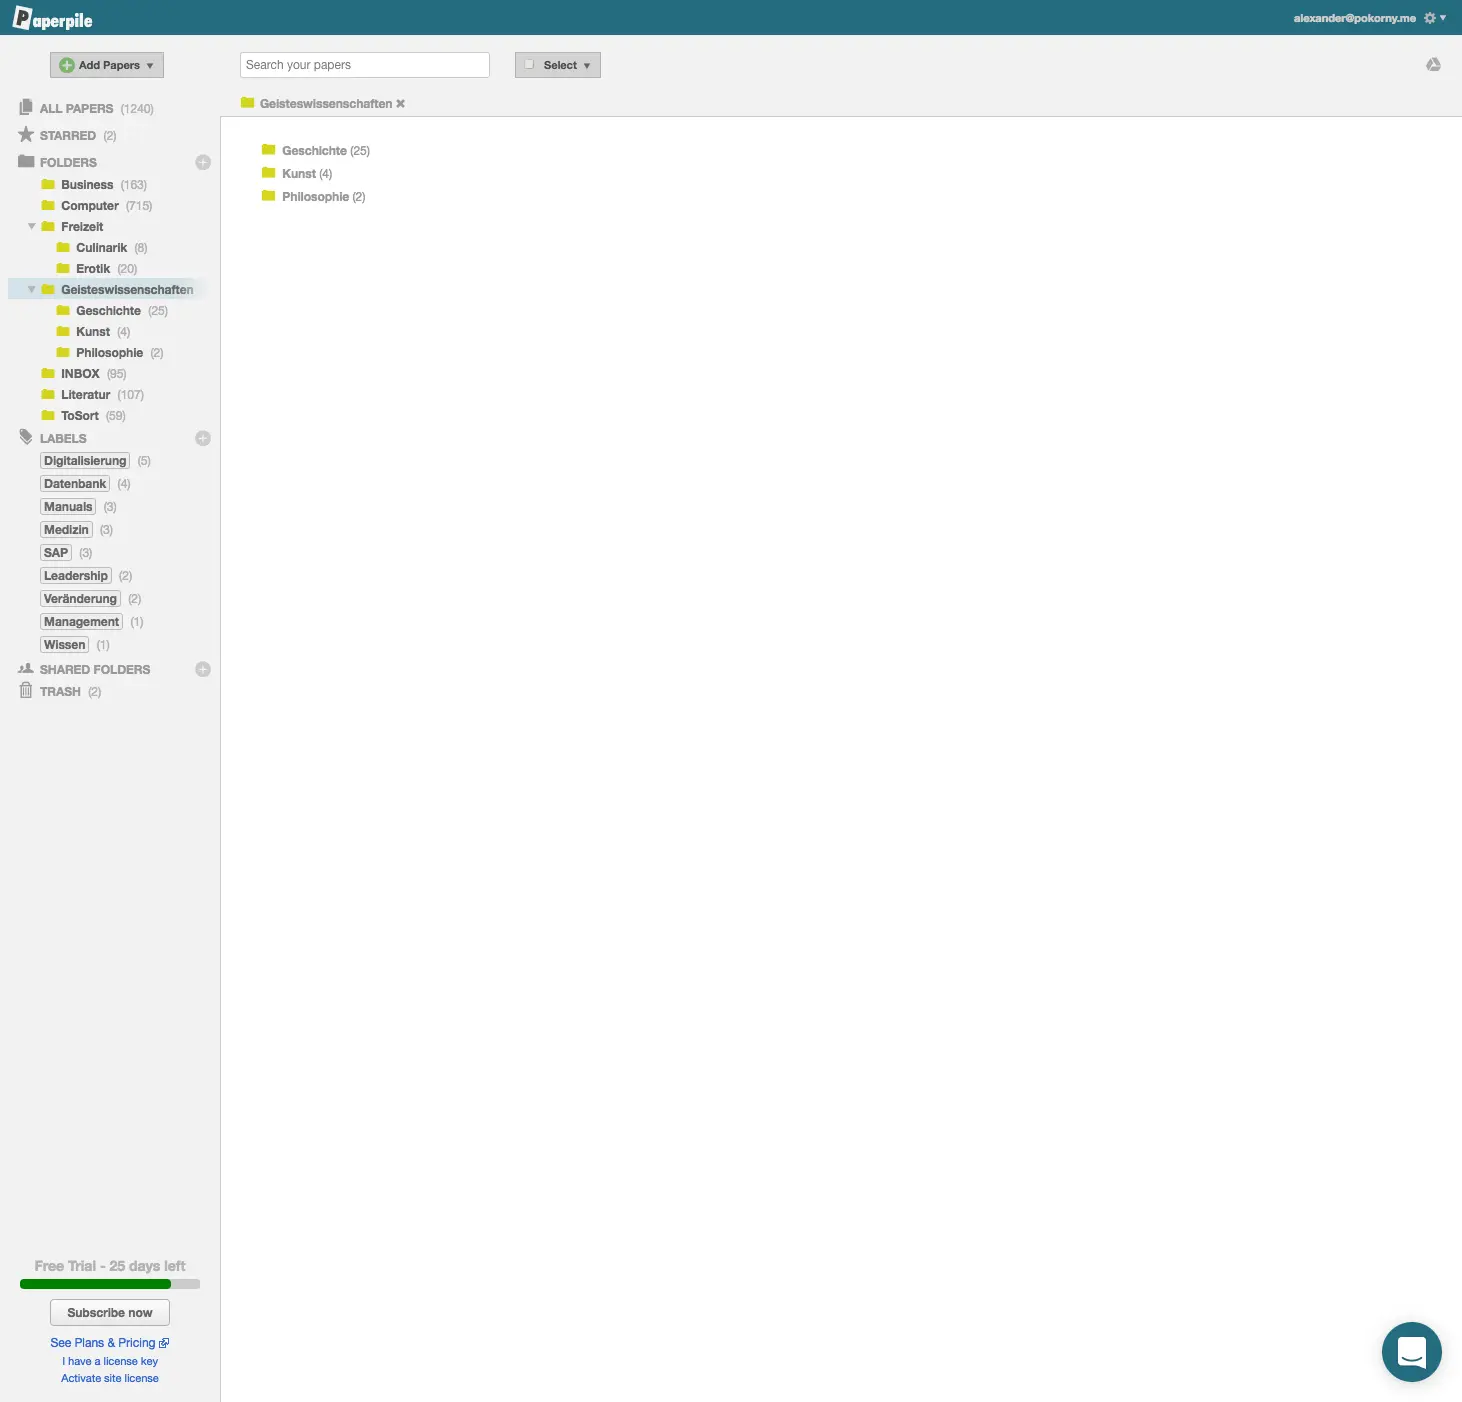 Paperpile
alexander@pokorny.me
Add Papers
Search your papers
Select
Geisteswissenschaften
ALL PAPERS (1240)
STARRED (2)
FOLDERS
Business (163)
Computer (715)
Freizeit
Culinarik (8)
Erotik (20)
Geisteswissenschaften
Geschichte (25)
Kunst (4)
Philosophie (2)
INBOX (95)
Literatur (107)
ToSort (59)
LABELS
Digitalisierung (5)
Datenbank (4)
Manuals (3)
Medizin (3)
SAP (3)
Leadership (2)
Veränderung (2)
Management (1)
Wissen (1)
SHARED FOLDERS
TRASH (2)
Geschichte (25)
Kunst (4)
Philosophie (2)
Free Trial - 25 days left
Subscribe now
See Plans & Pricing
I have a license key
Activate site license